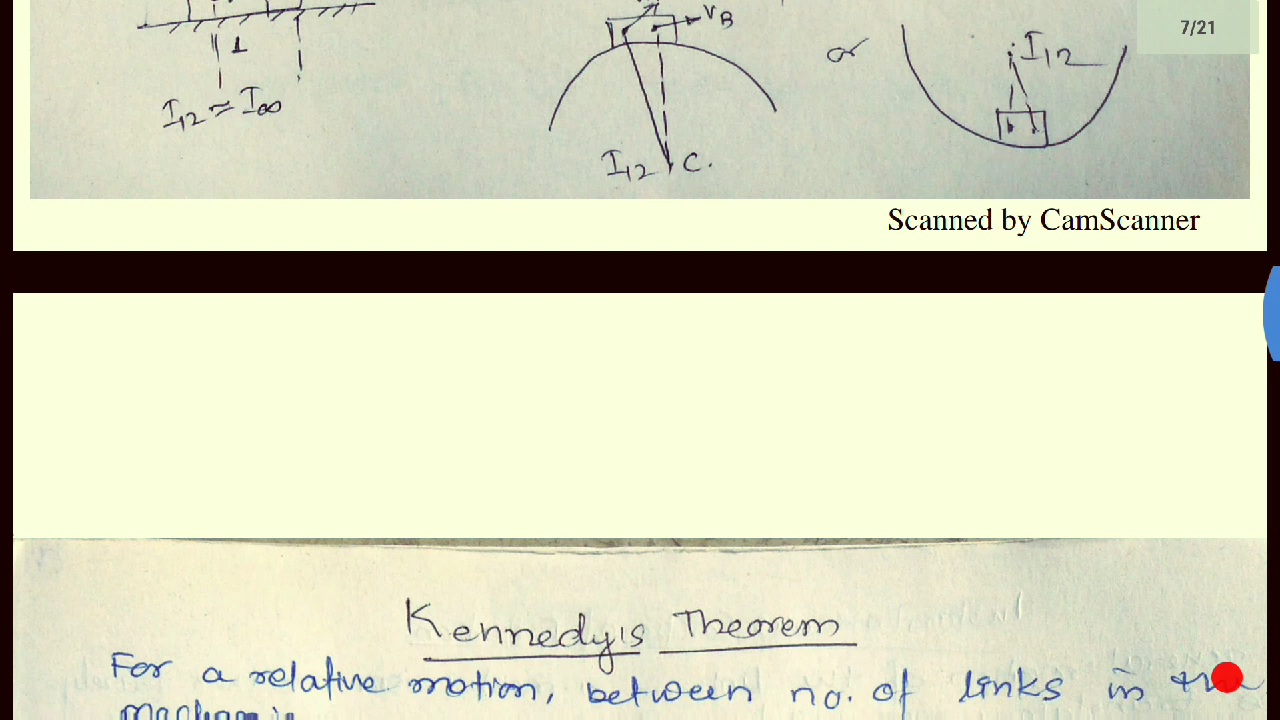 7/21
V_B
or
I12
I12 = I∞
I12 C.
Scanned by CamScanner
Kennedy's Theorem
For a relative motion, between no. of links in the